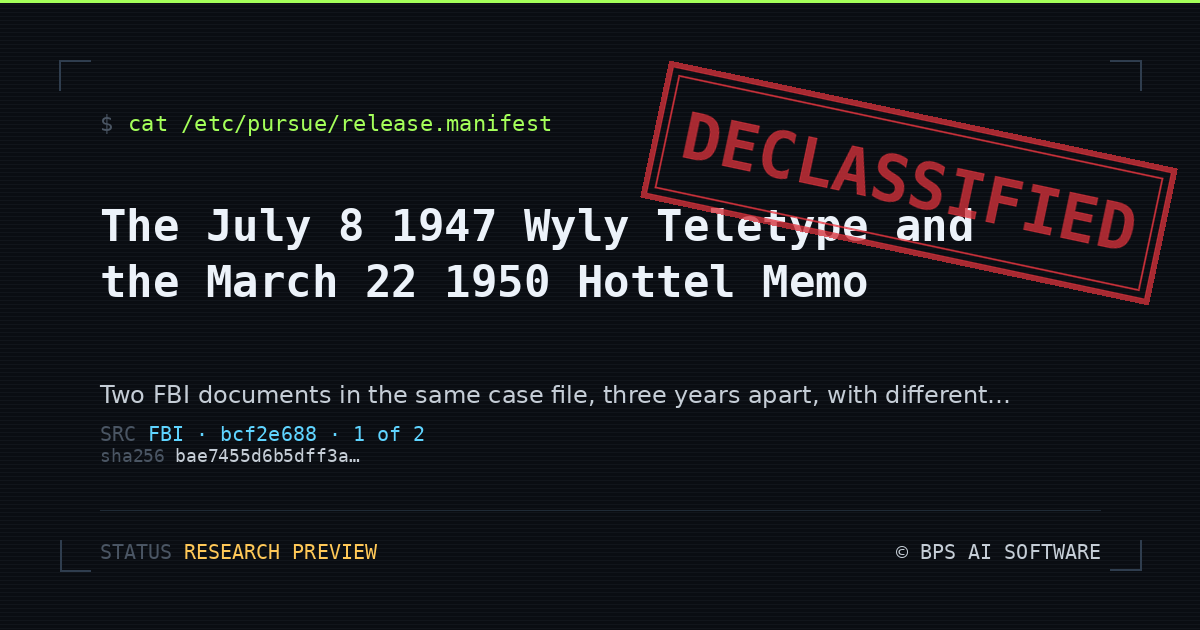 $ cat /etc/pursue/release.manifest
DECLASSIFIED
The July 8 1947 Wyly Teletype and
the March 22 1950 Hottel Memo
Two FBI documents in the same case file, three years apart, with different…
SRC FBI · bcf2e688 · 1 of 2
sha256 bae7455d6b5dff3a…
STATUS RESEARCH PREVIEW
© BPS AI SOFTWARE